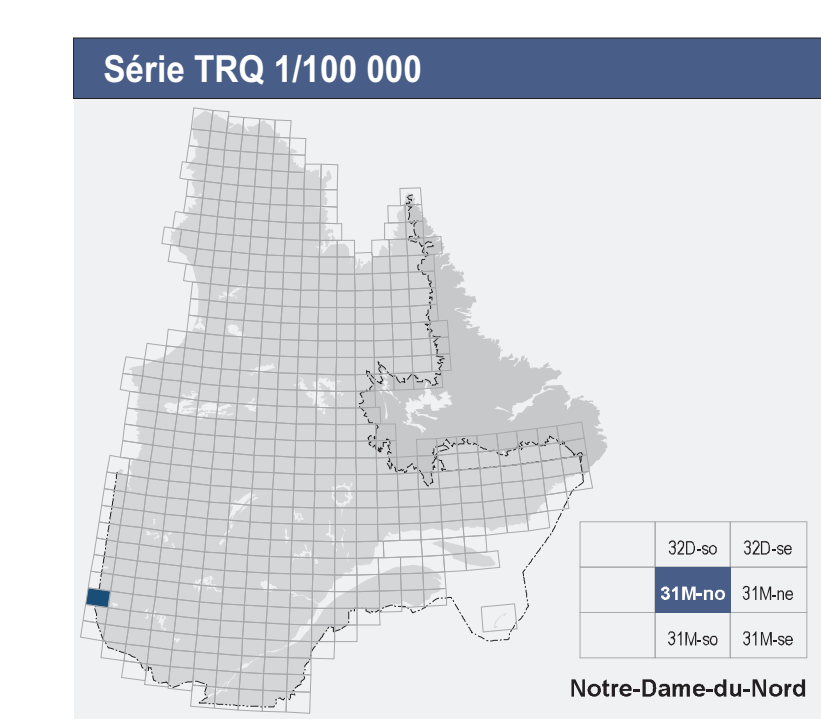 Série TRQ 1/100 000
32D-so 32D-se
31M-no 31M-ne
31M-so 31M-se
Notre-Dame-du-Nord